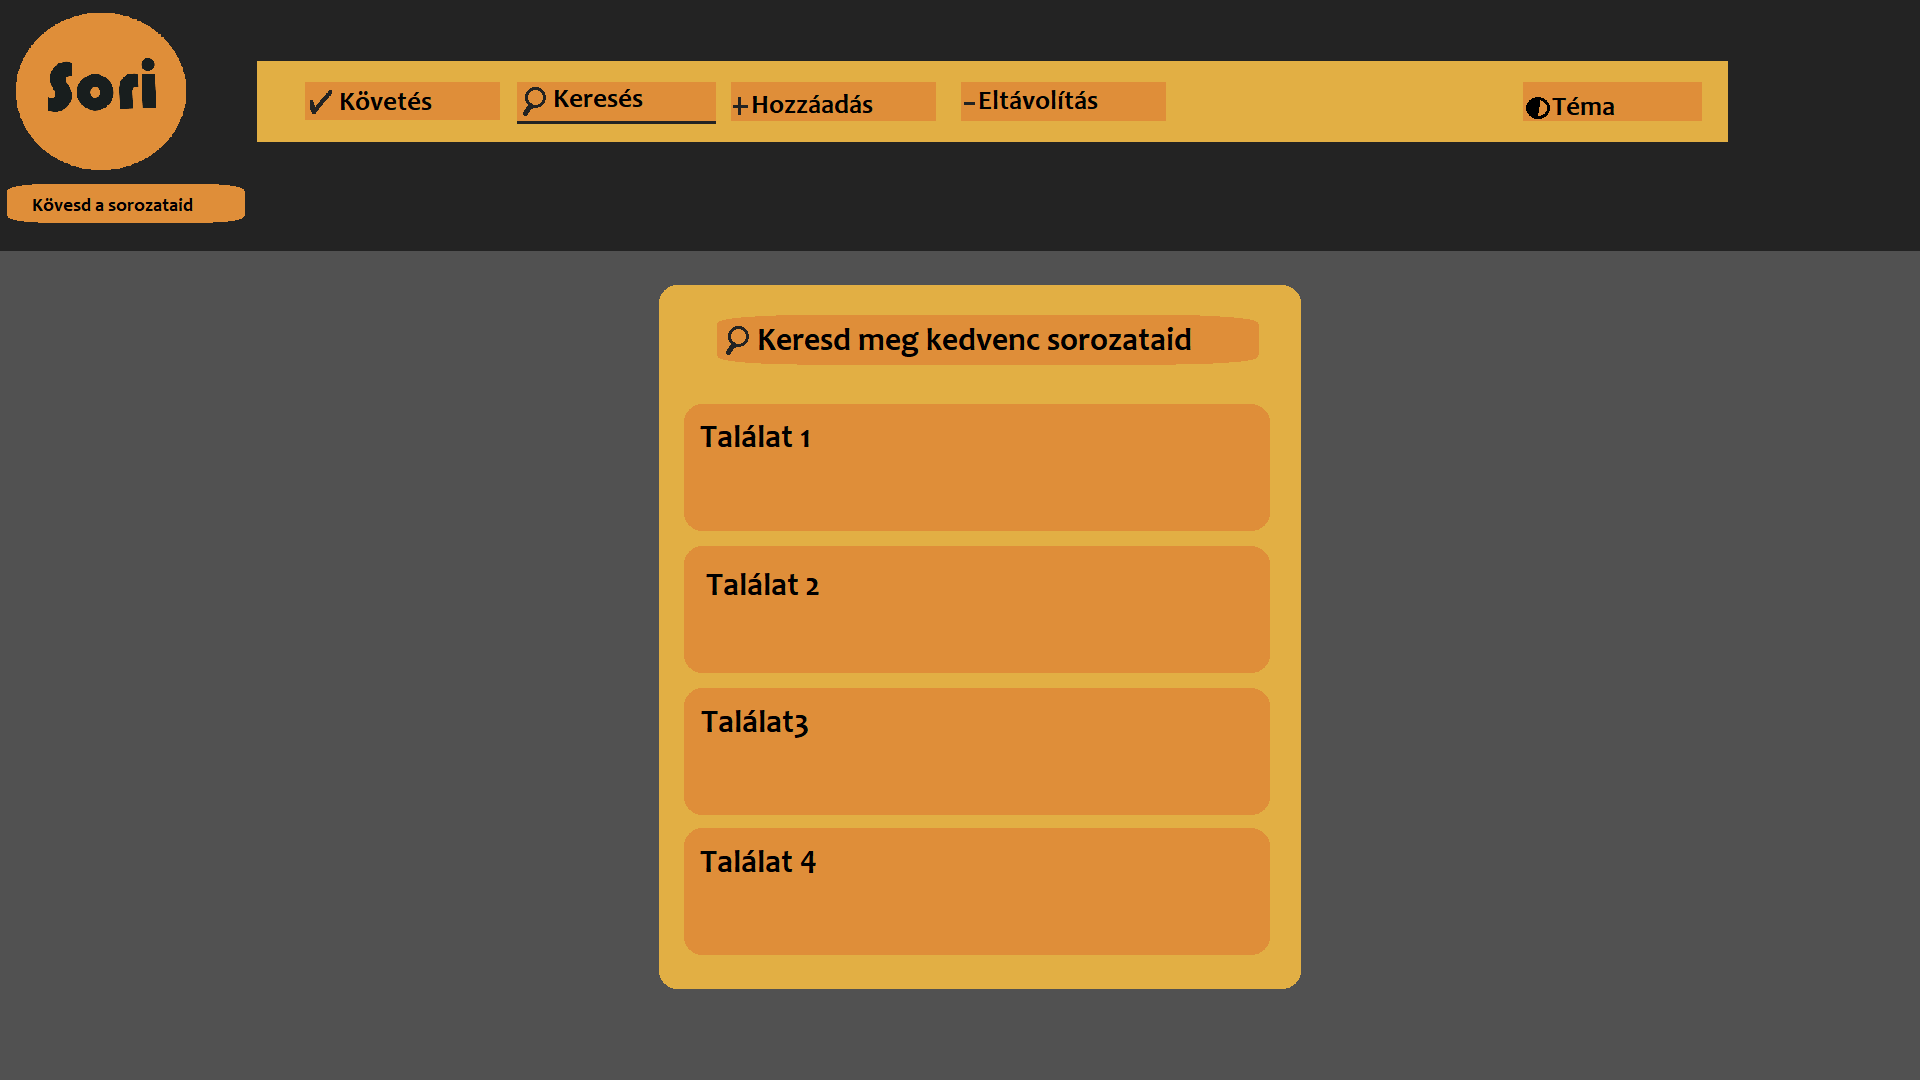 Sori
✓ Követés
Keresés
+Hozzáadás
-Eltávolítás
Téma
Kövesd a sorozataid
Keresd meg kedvenc sorozataid
Találat 1
Találat 2
Találat3
Találat 4